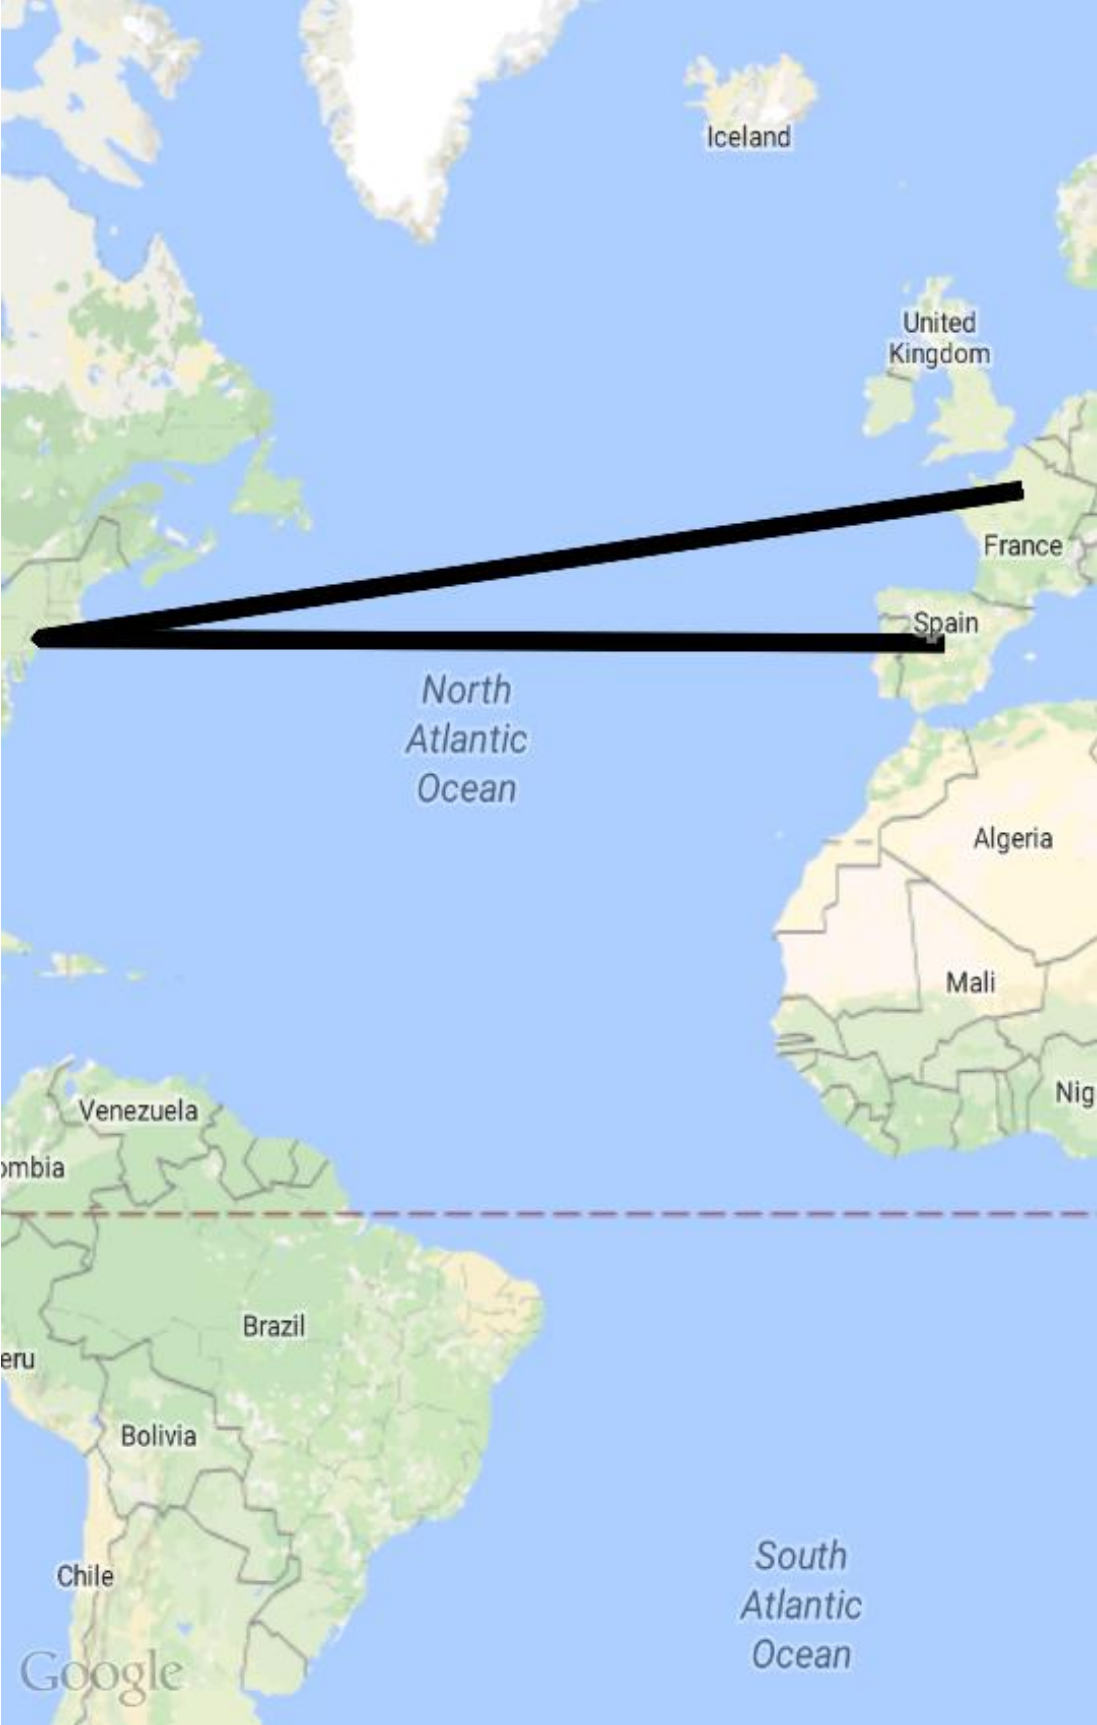 Iceland
United
Kingdom
France
Spain
North
Atlantic
Ocean
Algeria
Mali
Nig
Venezuela
ombia
Brazil
eru
Bolivia
South
Atlantic
Ocean
Chile
Google